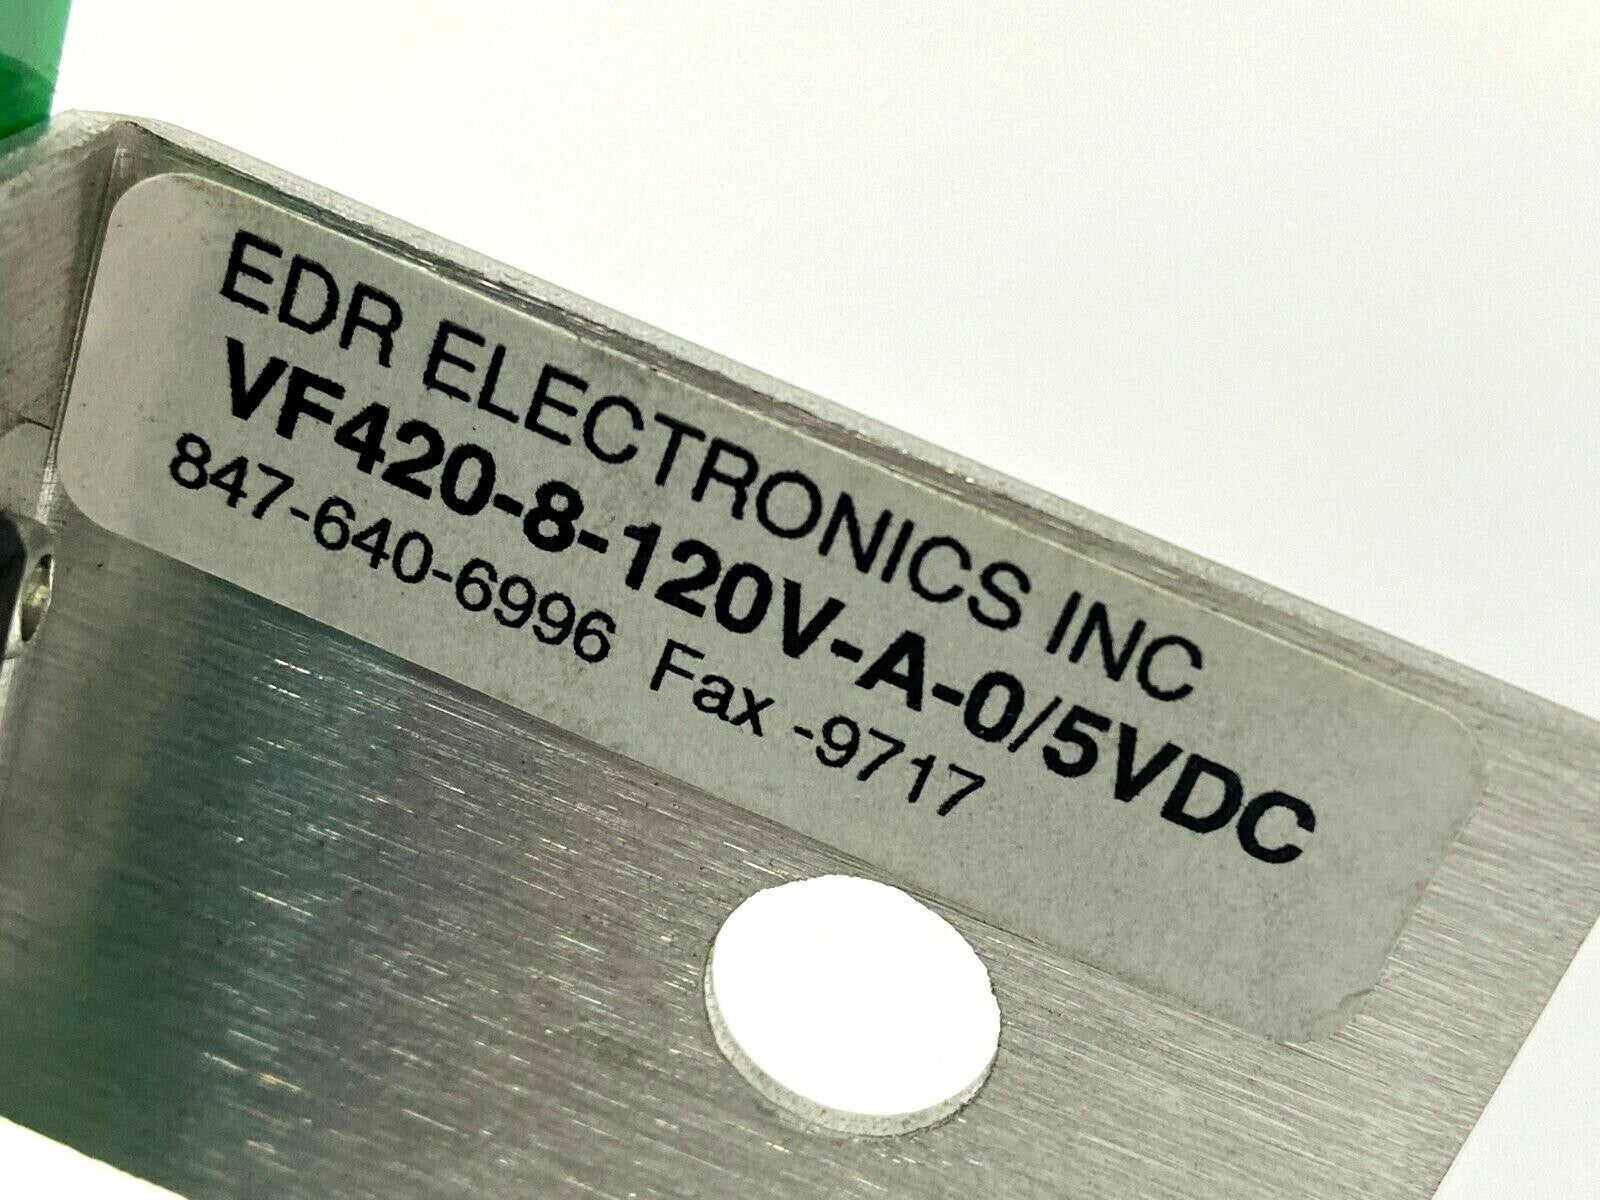 EDR ELECTRONICS INC
VF420-8-120V-A-0/5VDC
847-640-6996 Fax -9717